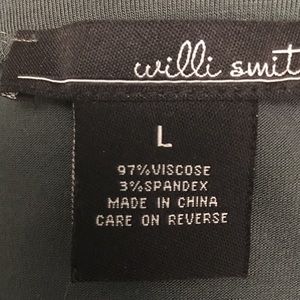 willi smit
L
97%VISCOSE
3%SPANDEX
MADE IN CHINA
CARE ON REVERSE